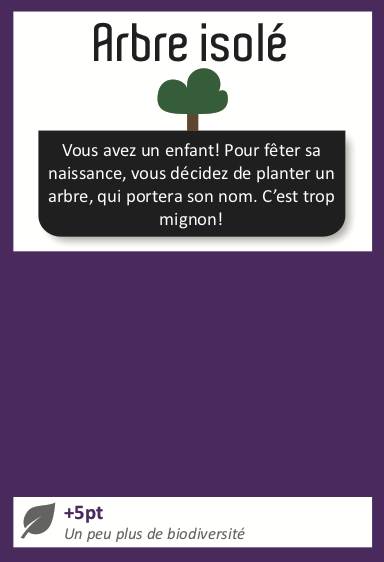 Arbre isolé
Vous avez un enfant! Pour fêter sa
naissance, vous décidez de planter un
arbre, qui portera son nom. C’est trop
mignon!
+5pt
Un peu plus de biodiversité